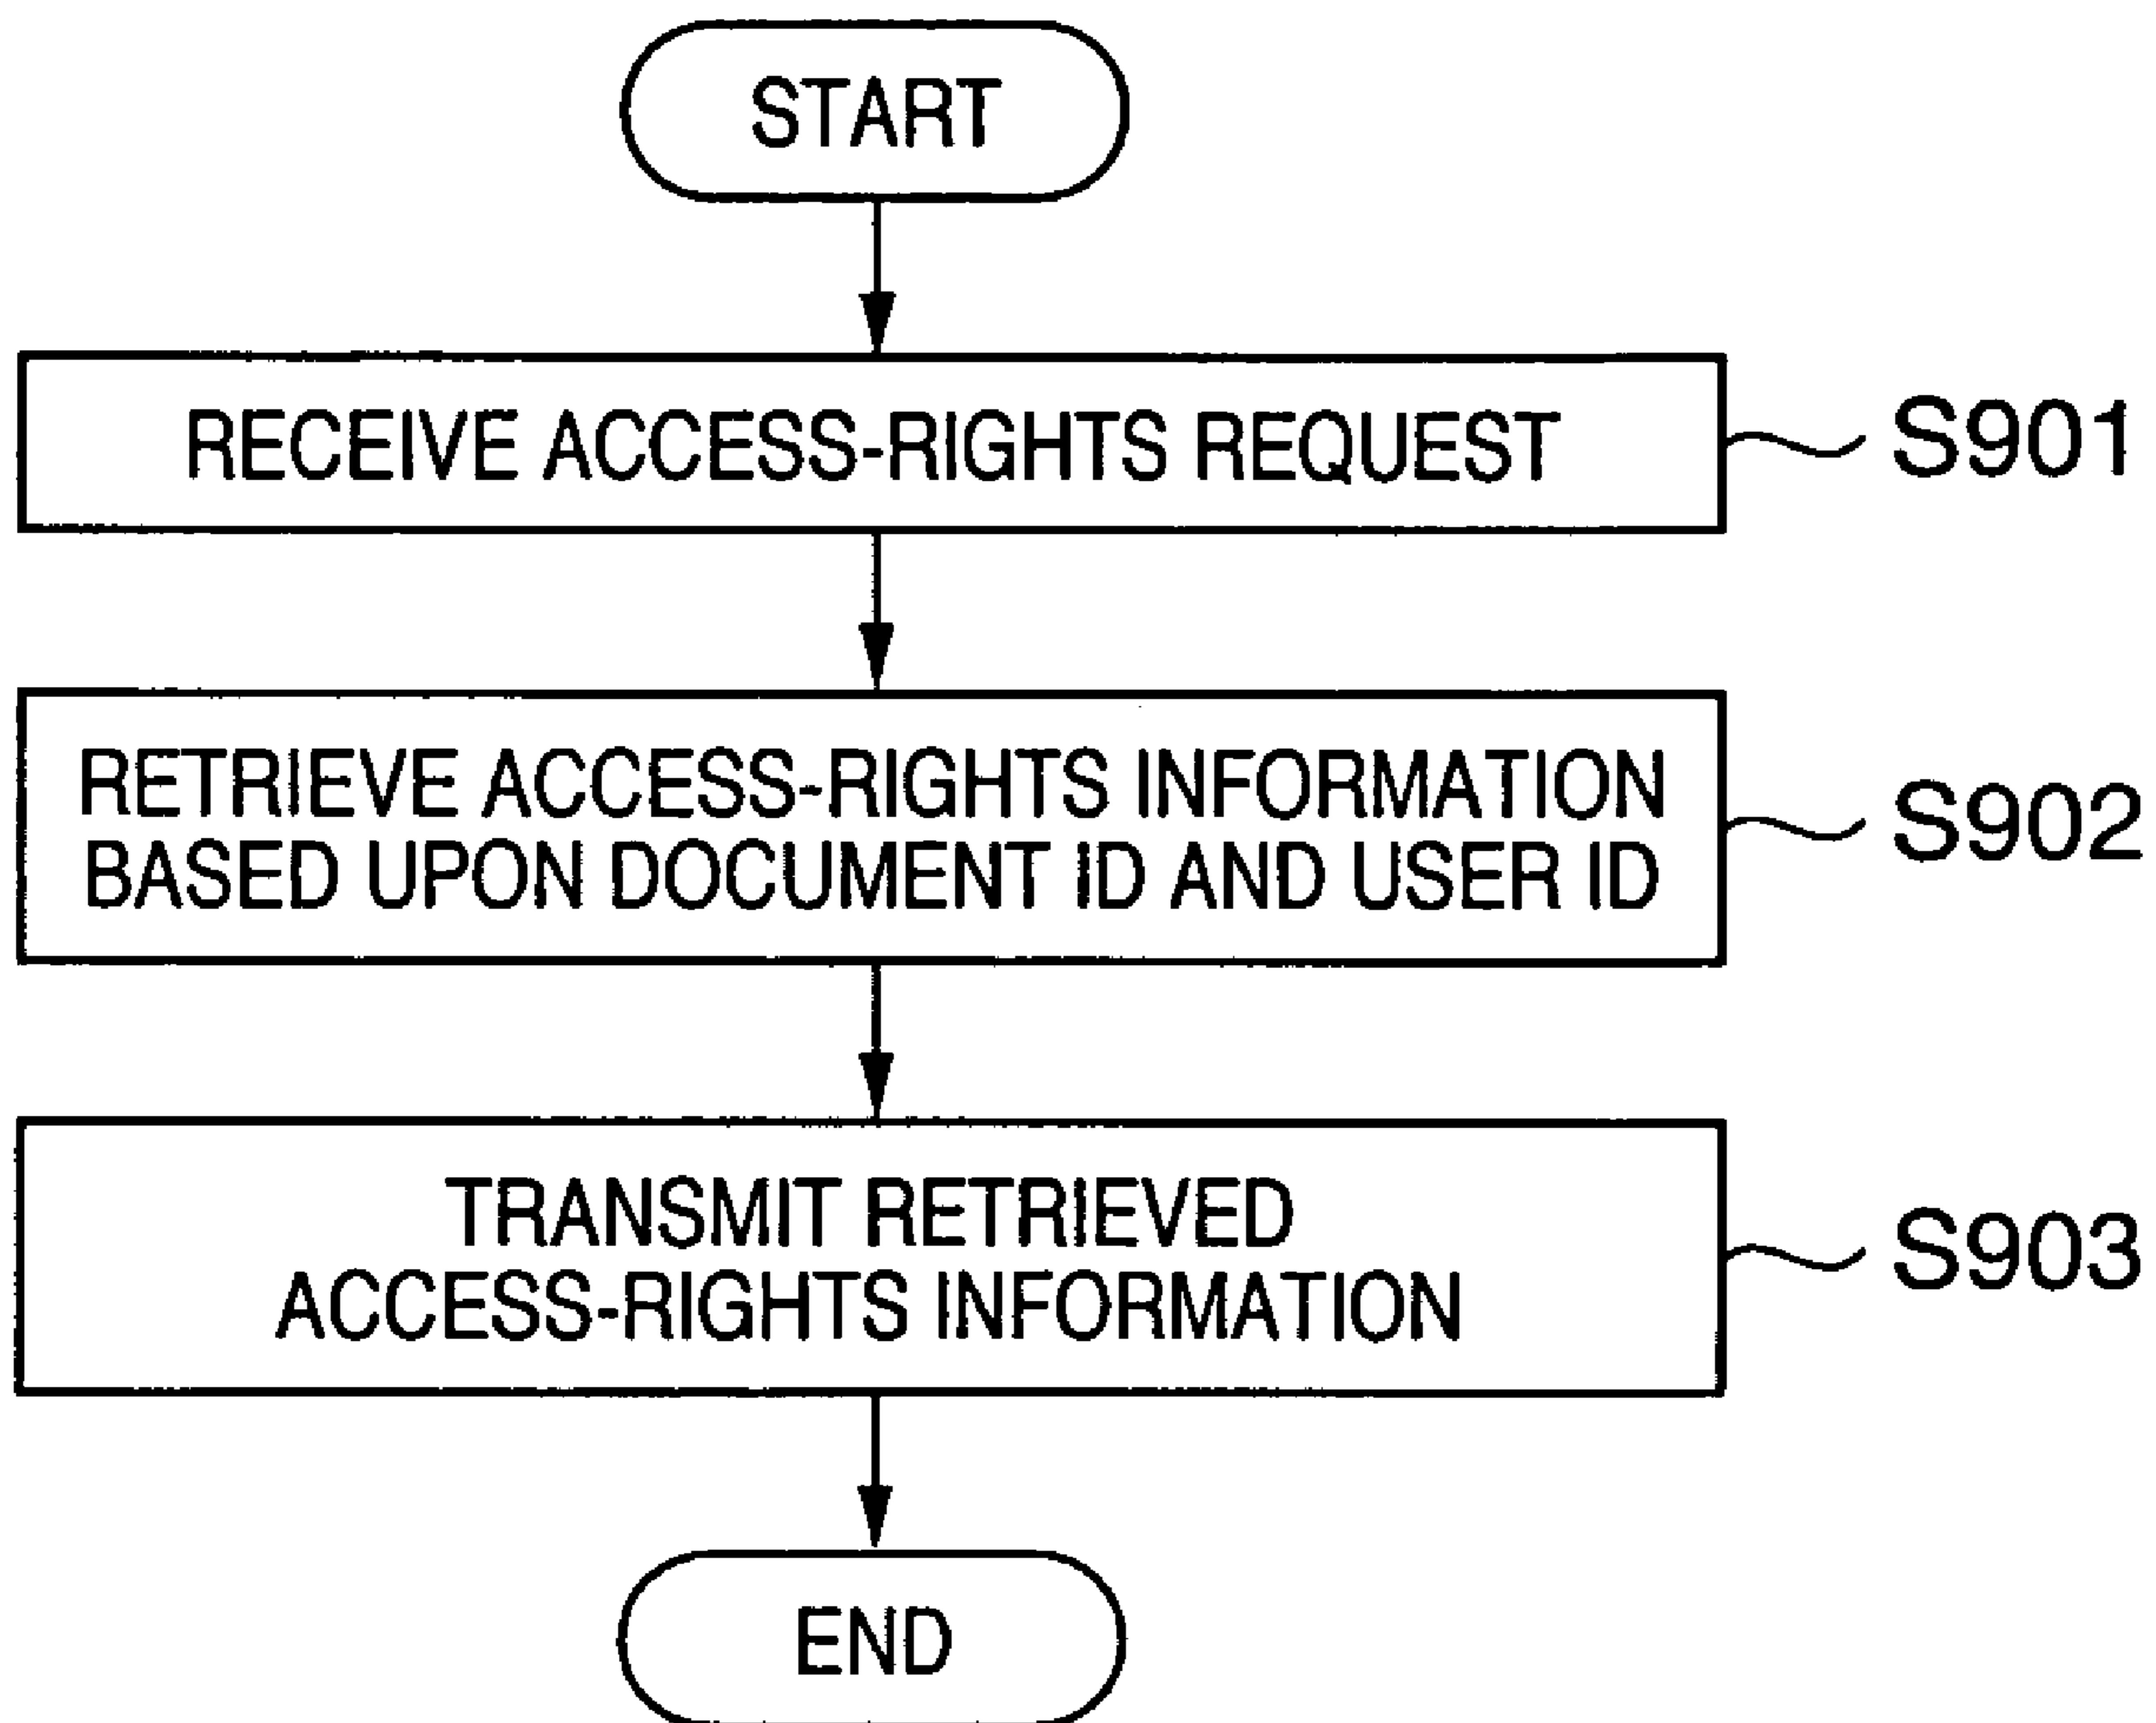 START
RECEIVE ACCESS-RIGHTS REQUEST
S901
RETRIEVE ACCESS-RIGHTS INFORMATION
BASED UPON DOCUMENT ID AND USER ID
S902
TRANSMIT RETRIEVED
ACCESS-RIGHTS INFORMATION
S903
END